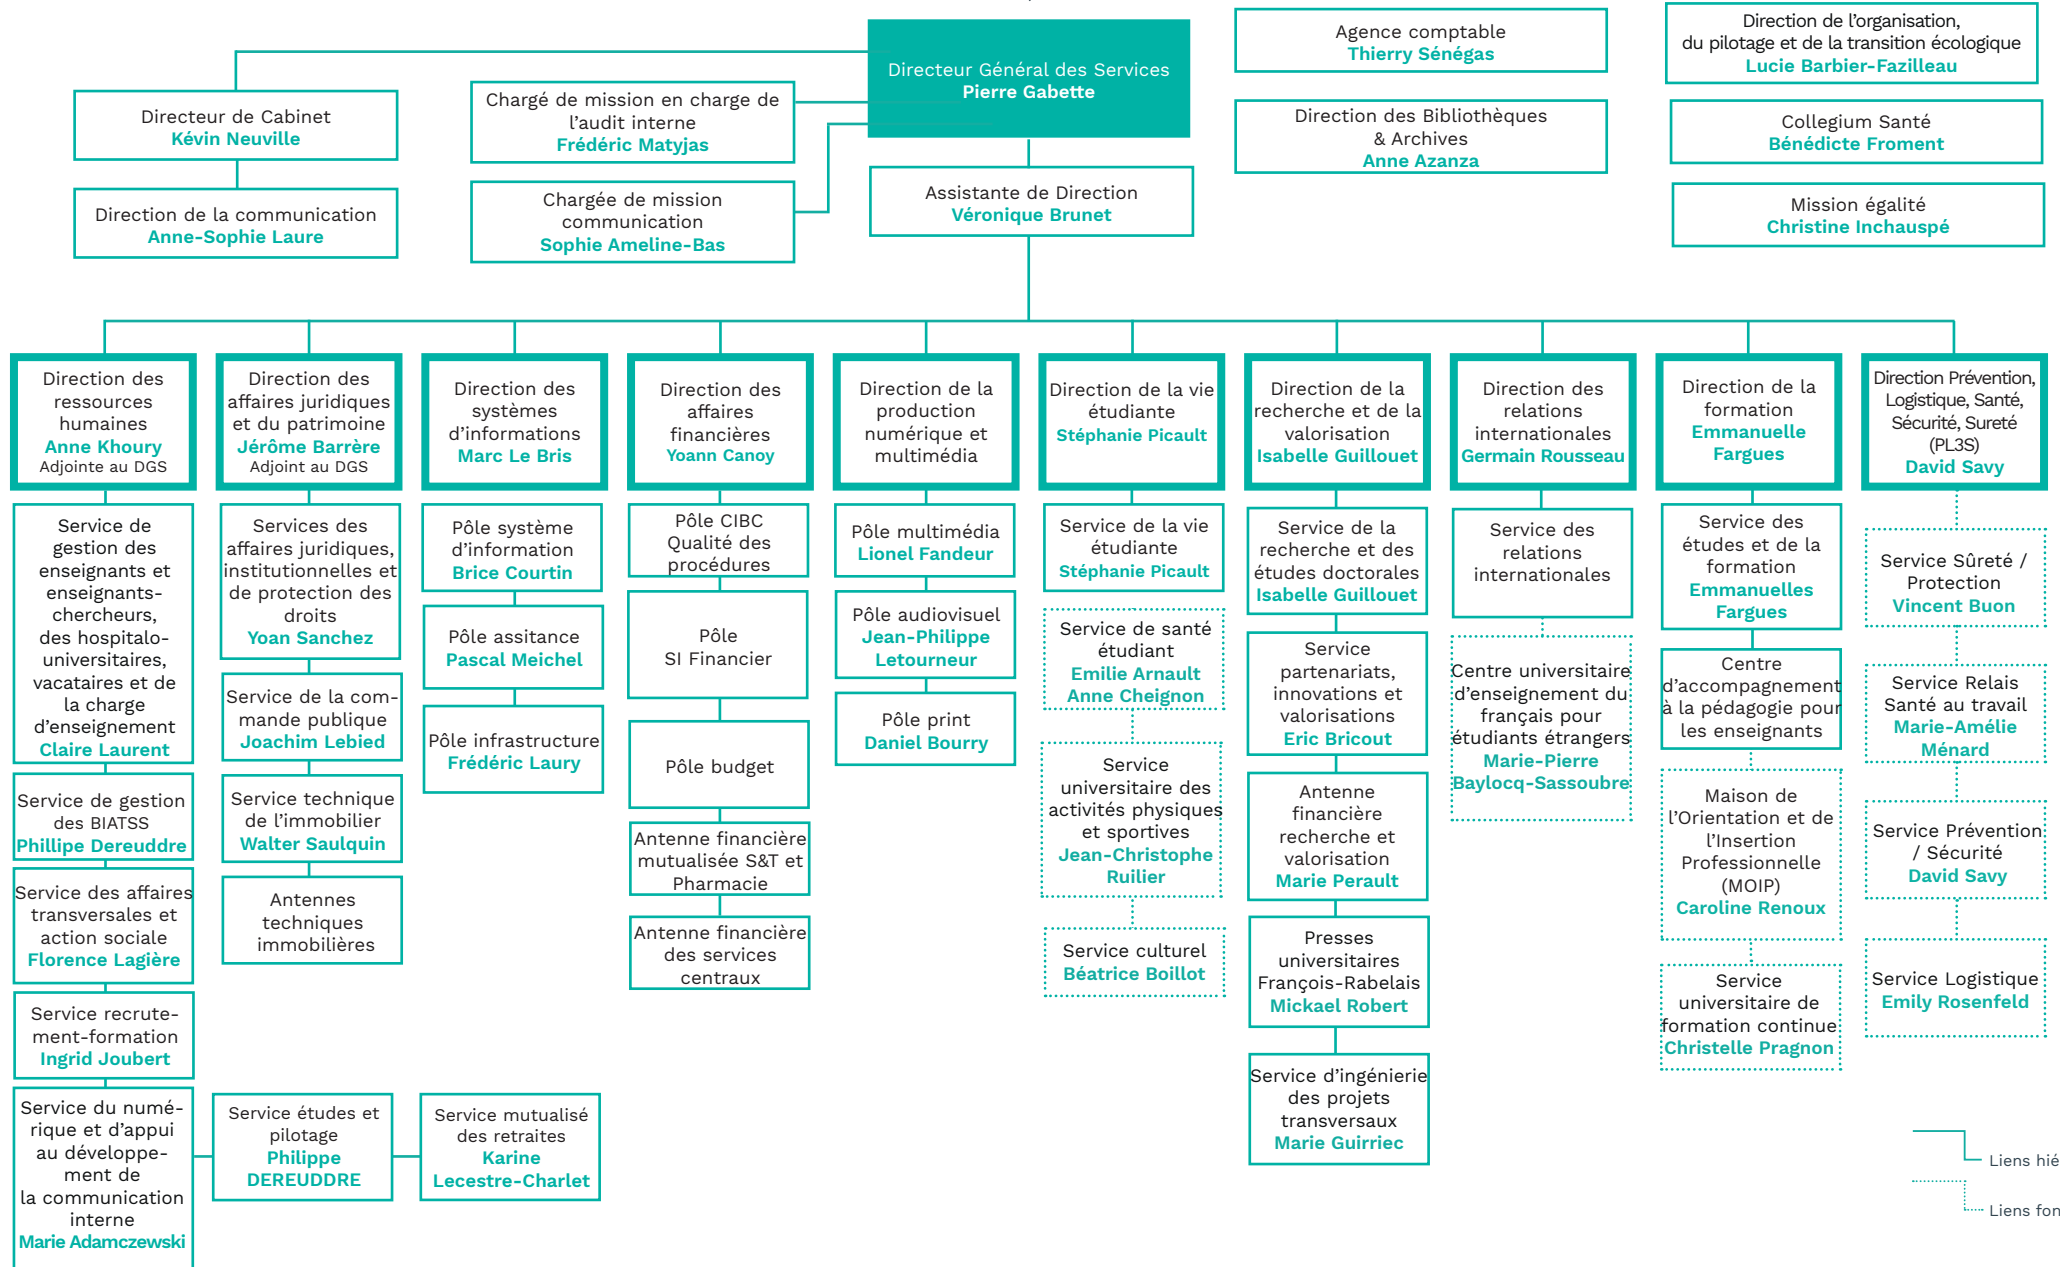 Directeur Général des Services
Pierre Gabette
Directeur de Cabinet
Kévin Neuville
Direction de la communication
Anne-Sophie Laure
Chargé de mission en charge de
l'audit interne
Frédéric Matyjas
Chargée de mission
communication
Sophie Ameline-Bas
Assistante de Direction
Véronique Brunet
Agence comptable
Thierry Sénégas
Direction des Bibliothèques
& Archives
Anne Azanza
Direction de l'organisation,
du pilotage et de la transition écologique
Lucie Barbier-Fazilleau
Collegium Santé
Bénédicte Froment
Mission égalité
Christine Inchauspé
Direction des
ressources
humaines
Anne Khoury
Adjointe au DGS
Service de
gestion des
enseignants et
enseignants-
chercheurs,
des hospitalo-
universitaires,
vacataires et de
la charge
d'enseignement
Claire Laurent
Service de gestion
des BIATSS
Phillipe Dereuddre
Service des affaires
transversales et
action sociale
Florence Lagière
Service recrute-
ment-formation
Ingrid Joubert
Service du numé-
rique et d'appui
au développe-
ment de
la communication
interne
Marie Adamczewski
Service études et
pilotage
Philippe
DEREUDDRE
Service mutualisé
des retraites
Karine
Lecestre-Charlet
Direction des
affaires juridiques
et du patrimoine
Jérôme Barrère
Adjoint au DGS
Services des
affaires juridiques,
institutionnelles et
de protection des
droits
Yoan Sanchez
Service de la com-
mande publique
Joachim Lebied
Service technique
de l'immobilier
Walter Saulquin
Antennes
techniques
immobilières
Direction des
systèmes
d'informations
Marc Le Bris
Pôle système
d'information
Brice Courtin
Pôle assitance
Pascal Meichel
Pôle infrastructure
Frédéric Laury
Direction des
affaires
financières
Yoann Canoy
Pôle CIBC
Qualité des
procédures
Pôle
SI Financier
Pôle budget
Antenne financière
mutualisée S&T et
Pharmacie
Antenne financière
des services
centraux
Direction de la
production
numérique et
multimédia
Pôle multimédia
Lionel Fandeur
Pôle audiovisuel
Jean-Philippe
Letourneur
Pôle print
Daniel Bourry
Direction de la vie
étudiante
Stéphanie Picault
Service de la vie
étudiante
Stéphanie Picault
Service de santé
étudiant
Emilie Arnault
Anne Cheignon
Service
universitaire des
activités physiques
et sportives
Jean-Christophe
Ruilier
Service culturel
Béatrice Boillot
Direction de la
recherche et de la
valorisation
Isabelle Guillouet
Service de la
recherche et des
études doctorales
Isabelle Guillouet
Service
partenariats,
innovations et
valorisations
Eric Bricout
Antenne
financière
recherche et
valorisation
Marie Perault
Presses
universitaires
François-Rabelais
Mickael Robert
Service d'ingénierie
des projets
transversaux
Marie Guirriec
Direction des
relations
internationales
Germain Rousseau
Service des
relations
internationales
Centre universitaire
d'enseignement du
français pour
étudiants étrangers
Marie-Pierre
Baylocq-Sassoubre
Direction de la
formation
Emmanuelle
Fargues
Service des
études et de la
formation
Emmanuelles
Fargues
Centre
d'accompagnement
à la pédagogie pour
les enseignants
Maison de
l'Orientation et de
l'Insertion
Professionnelle
(MOIP)
Caroline Renoux
Service
universitaire de
formation continue
Christelle Pragnon
Direction Prévention,
Logistique, Santé,
Sécurité, Sureté
(PL3S)
David Savy
Service Sûreté /
Protection
Vincent Buon
Service Relais
Santé au travail
Marie-Amélie
Ménard
Service Prévention
/ Sécurité
David Savy
Service Logistique
Emily Rosenfeld
Liens hié
Liens fon